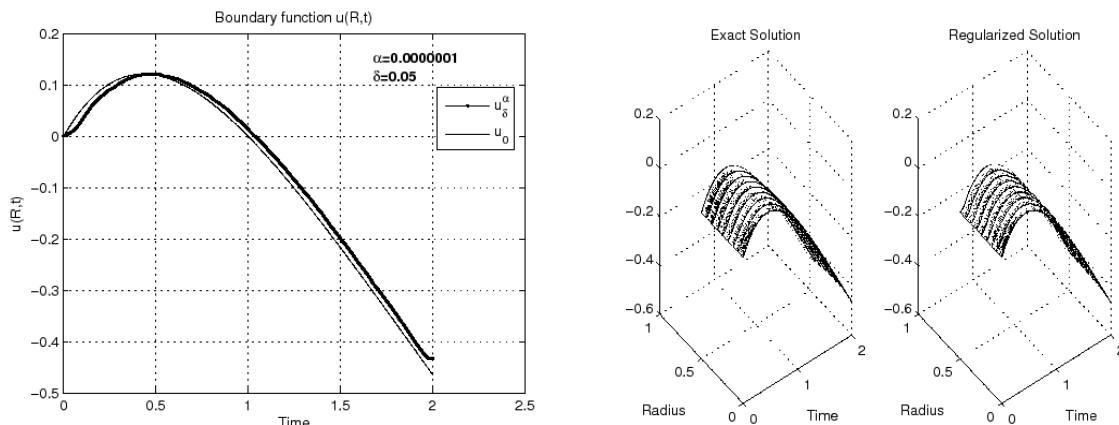 Boundary function u(R,t)
0.2
0.1
0
−0.1
−0.2
−0.3
−0.4
−0.5
u(R,t)
0
0.5
1
1.5
2
2.5
Time
α=0.0000001
δ=0.05
u_δ^α
u_0
Exact Solution
0.2
0
−0.2
−0.4
−0.6
1
0.5
0
Radius
0
1
2
Time
Regularized Solution
0.2
0
−0.2
−0.4
−0.6
1
0.5
0
Radius
0
1
2
Time